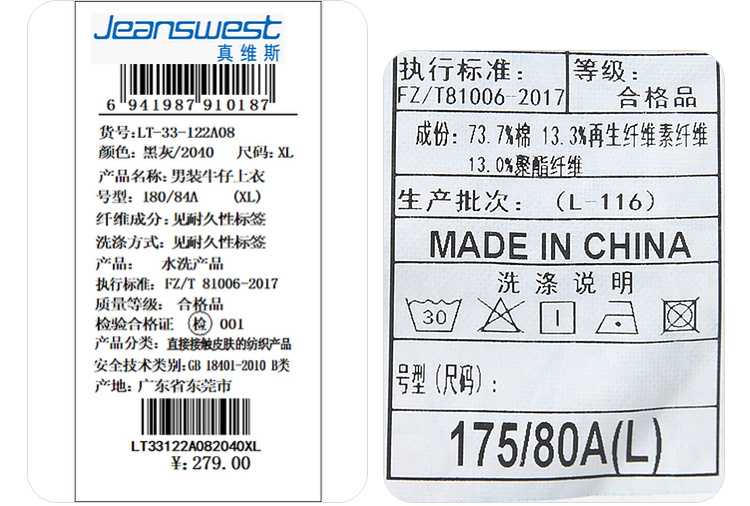 Jeanswest
真维斯
6 941987 910187
货号:LT-33-122A08
颜色: 黑灰/2040 尺码: XL
产品名称: 男装牛仔上衣
号型: 180/84A (XL)
纤维成分: 见耐久性标签
洗涤方式: 见耐久性标签
产品: 水洗产品
执行标准: FZ/T 81006-2017
质量等级: 合格品
检验合格证 检 001
产品分类: 直接接触皮肤的纺织产品
安全技术类别:GB 18401-2010 B类
产地: 广东省东莞市
LT33122A082040XL
¥: 279.00
执行标准: 等级:
FZ/T81006-2017 合格品
成份: 73.7%棉 13.3%再生纤维素纤维
13.0%聚酯纤维
生产批次: (L-116)
MADE IN CHINA
洗涤说明
30
号型(尺码):
175/80A(L)